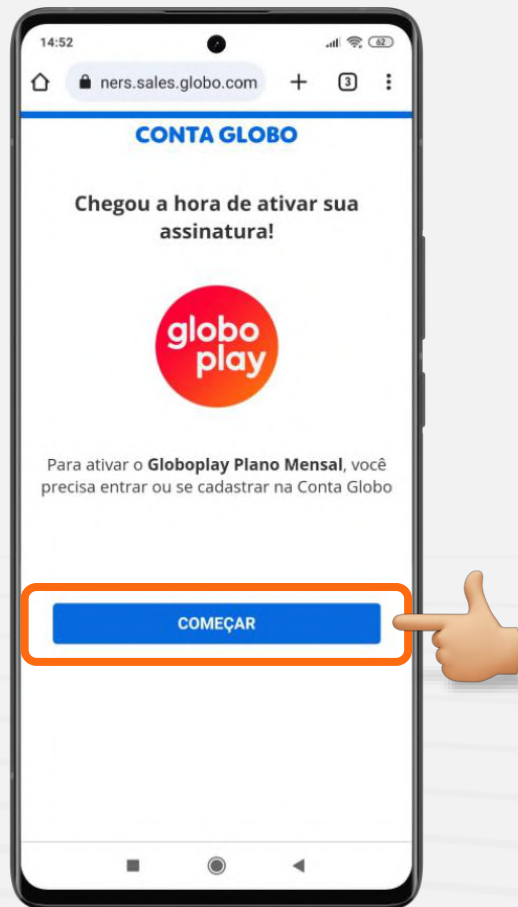 14:52
62
ners.sales.globo.com
3
CONTA GLOBO
Chegou a hora de ativar sua
assinatura!
globo
play
Para ativar o Globoplay Plano Mensal, você
precisa entrar ou se cadastrar na Conta Globo
COMEÇAR